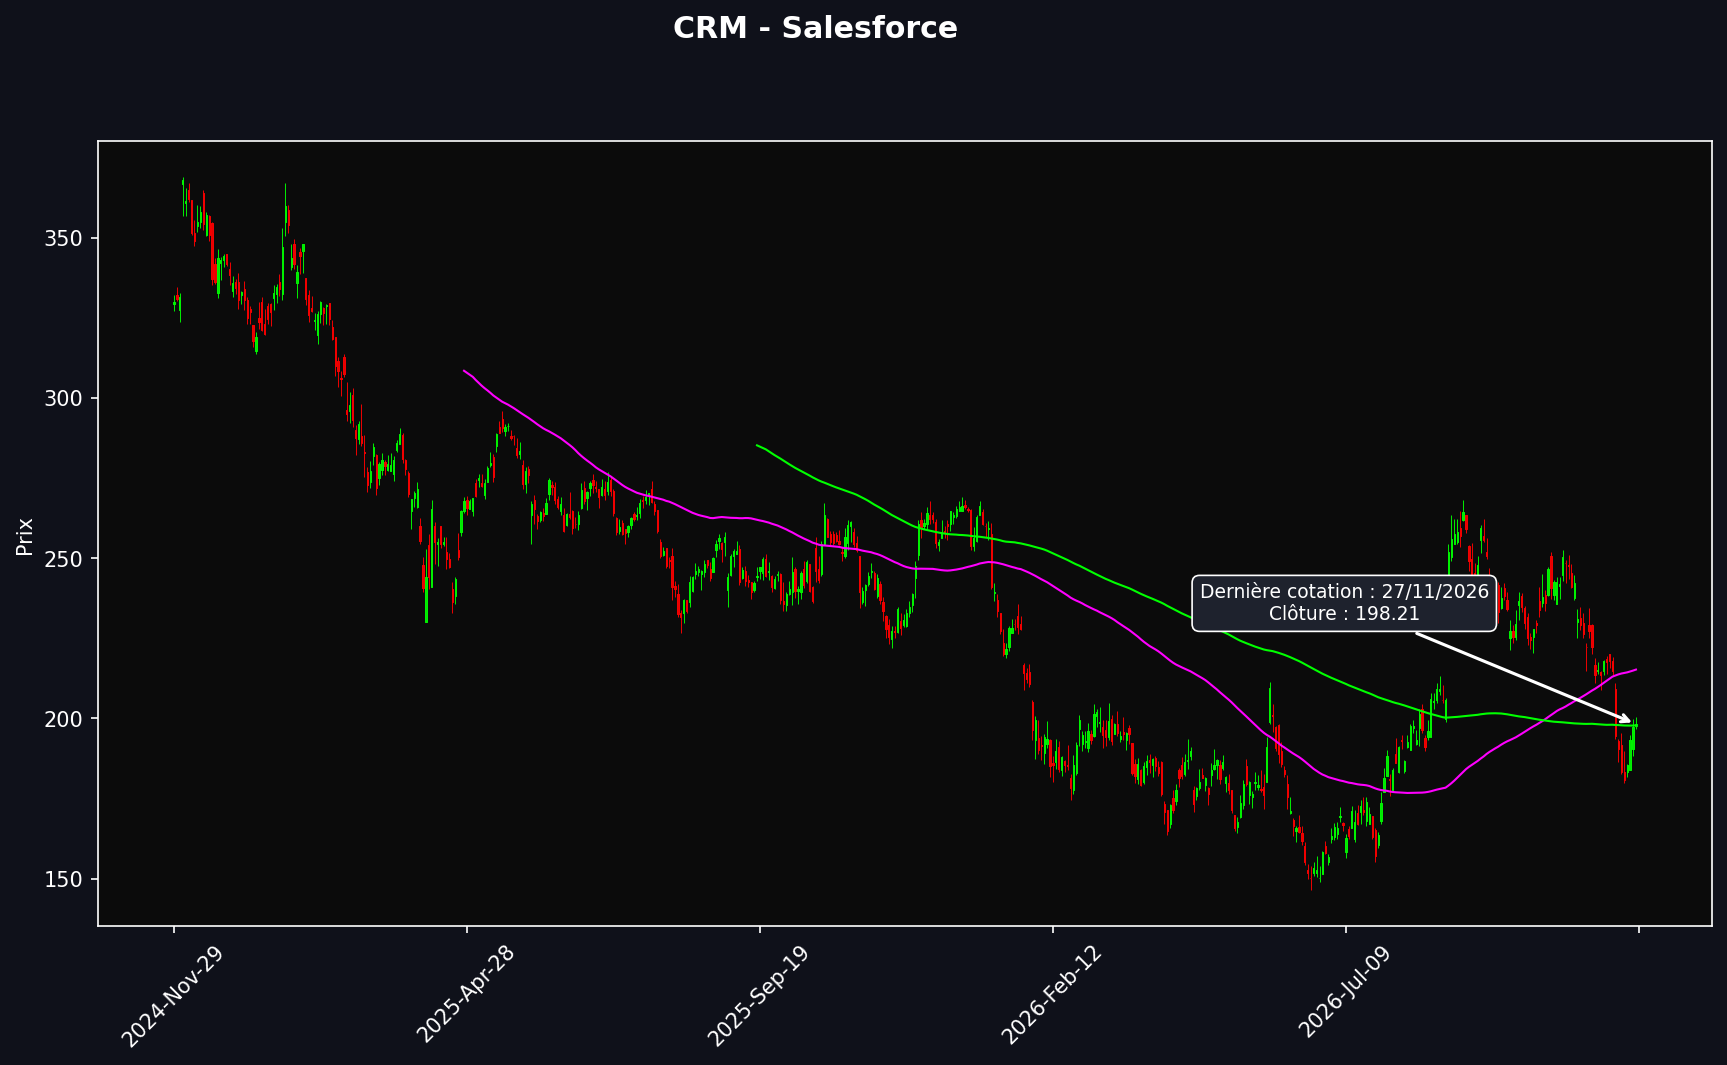 CRM - Salesforce
Prix
350
300
250
200
150
Dernière cotation : 27/11/2026
Clôture : 198.21
2024-Nov-29
2025-Apr-28
2025-Sep-19
2026-Feb-12
2026-Jul-09